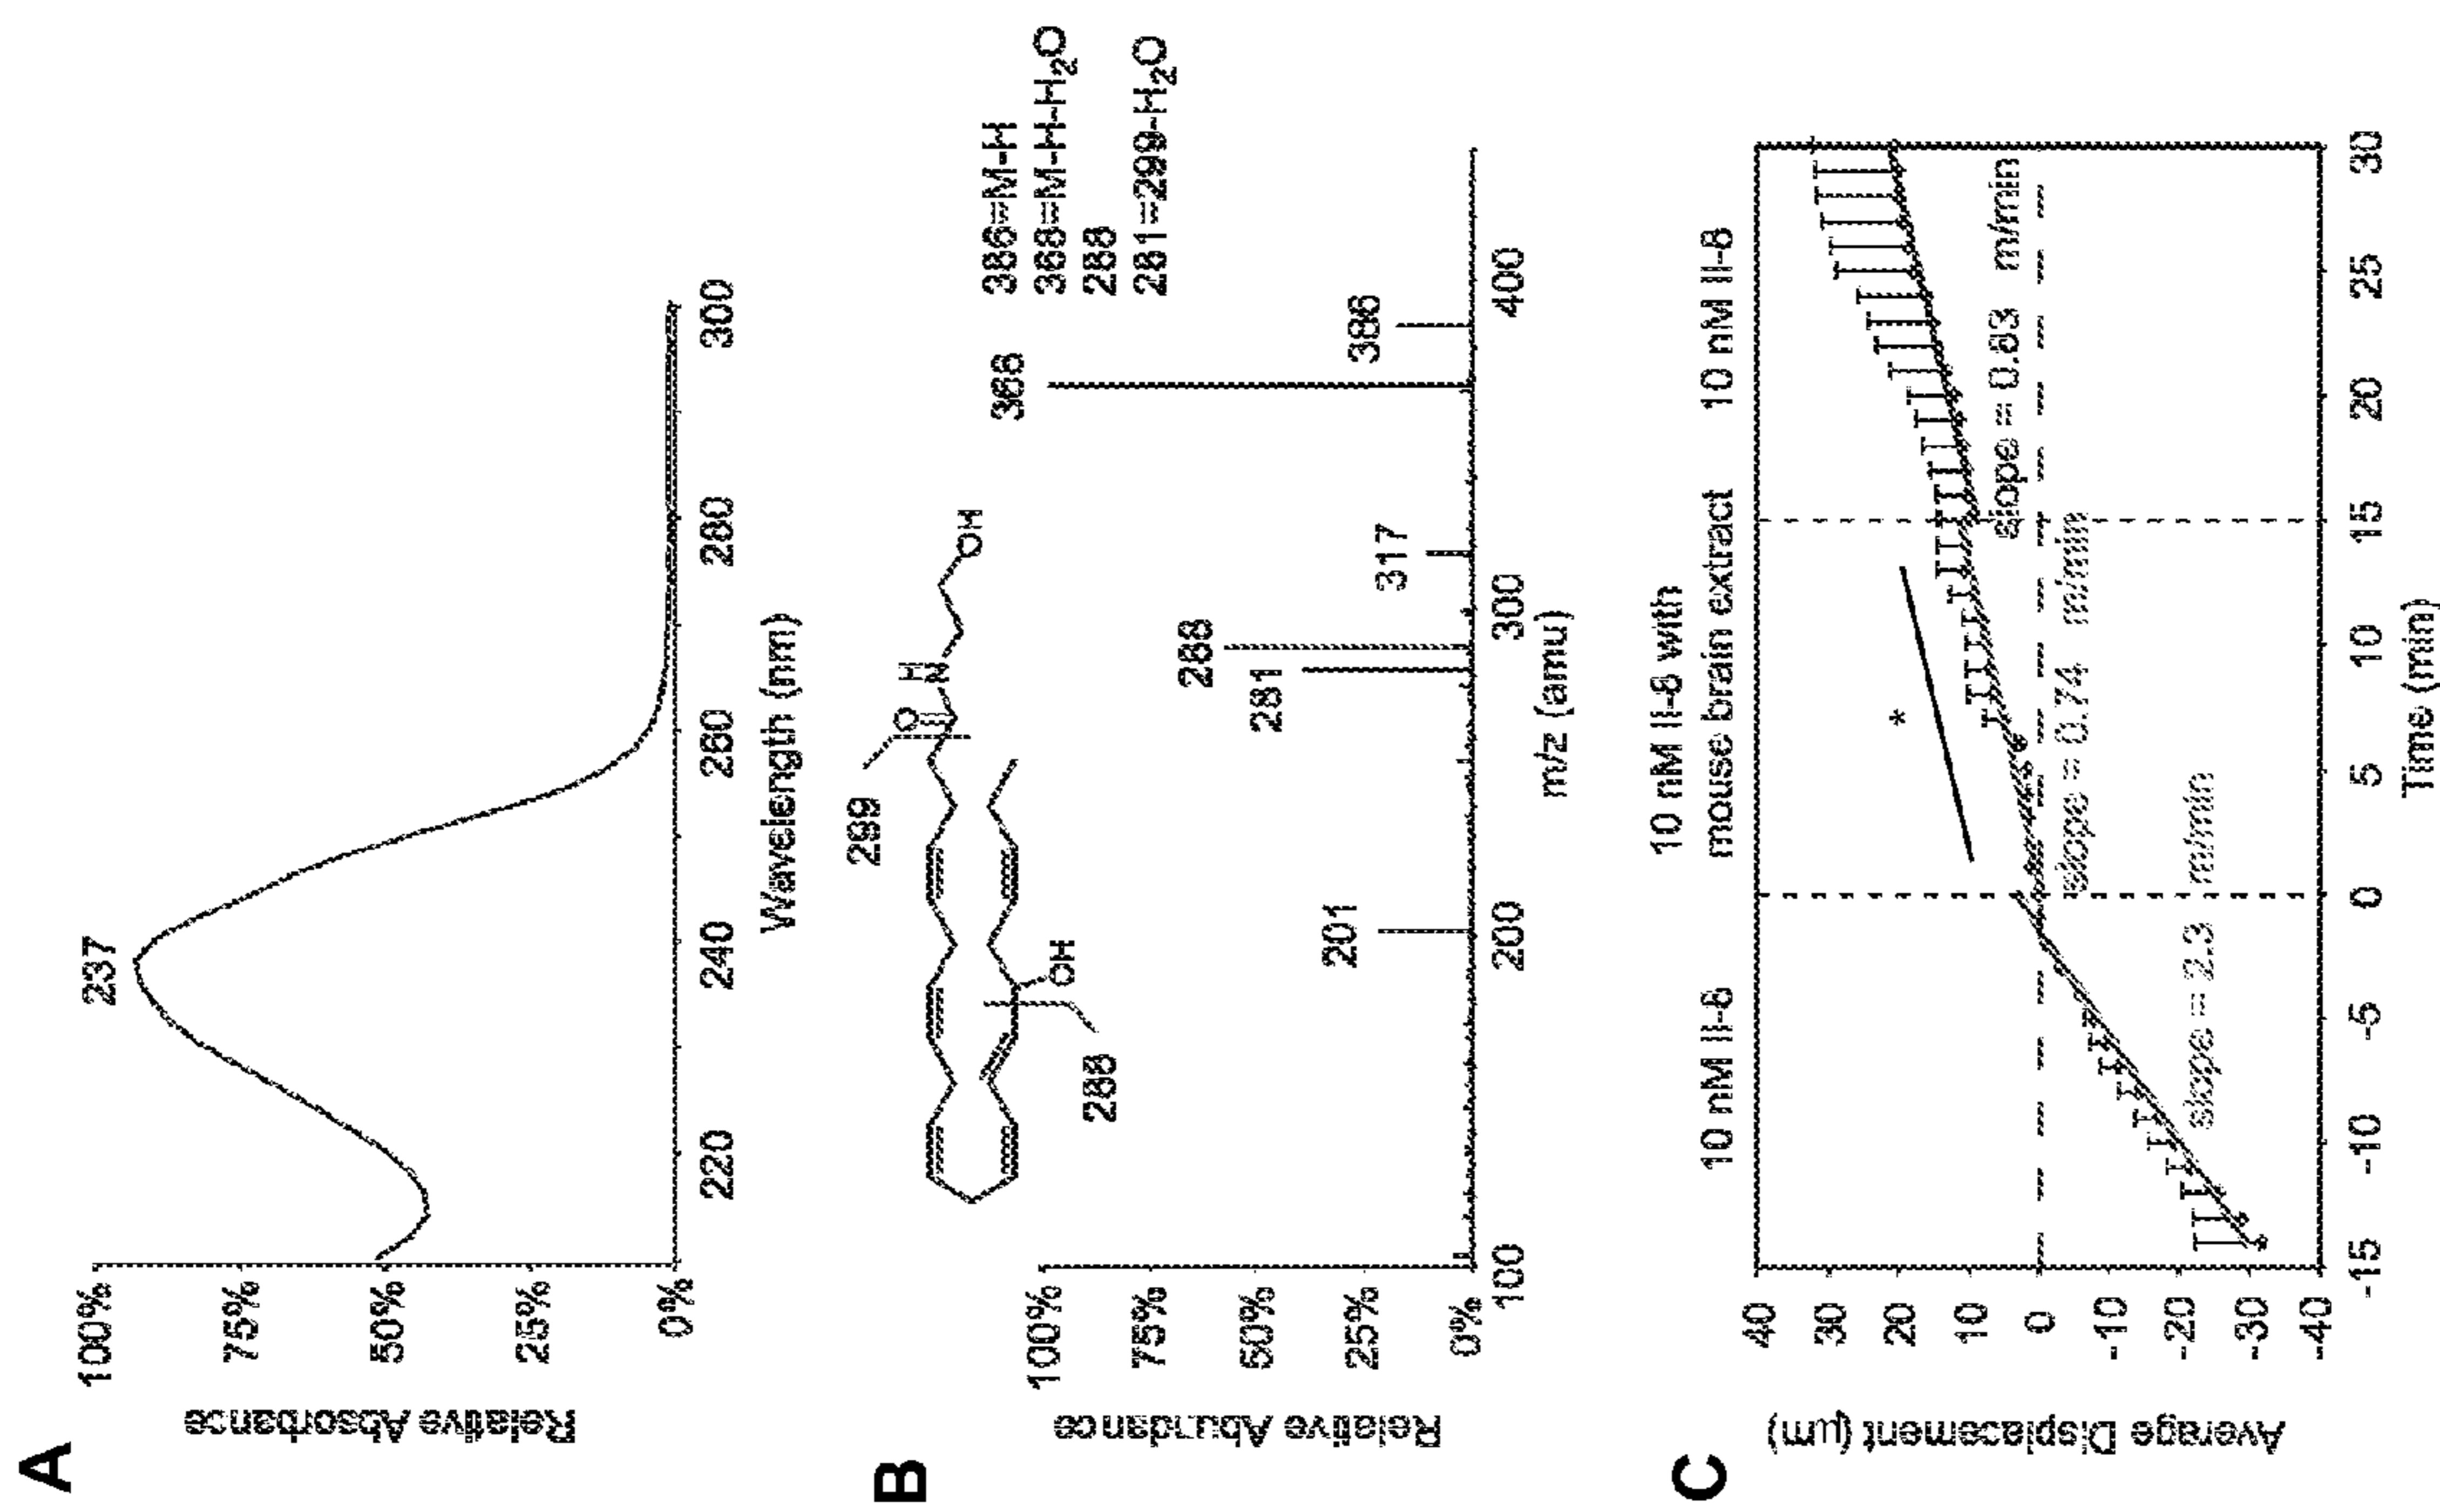 A
Relative Absorbance
100%
75%
50%
25%
0%
237
220
240
260
280
300
Wavelength (nm)
B
Relative Abundance
100%
75%
50%
25%
0%
299
O
H
N
OH
OH
288
386=M-H
368=M-H-H₂O
288
281=299-H₂O
201
281
288
317
368
386
100
200
300
400
m/z (amu)
C
Average Displacement (µm)
10 nM Il-8
10 nM Il-8 with
mouse brain extract
10 nM Il-8
40
30
20
10
0
-10
-20
-30
-40
*
slope = 2.3 m/min
slope = 0.74 m/min
slope = 0.83 m/min
-15
-10
-5
0
5
10
15
20
25
30
Time (min)